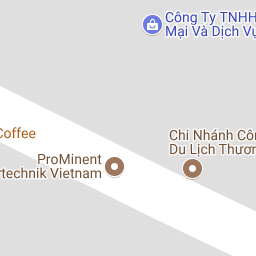 Công Ty TNHH
Mại Và Dịch Vụ
Coffee
Chi Nhánh Côn
Du Lịch Thươn
ProMinent
rtechnik Vietnam